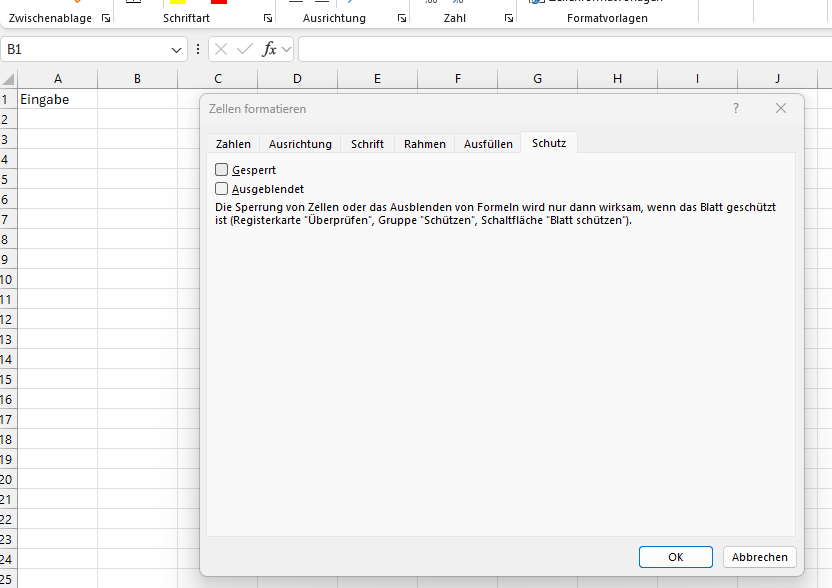 Zellenformatvorlagen
Zwischenablage Schriftart Ausrichtung Zahl Formatvorlagen
B1 fx
A B C D E F G H I J
1 Eingabe
2
3
4
5
6
7
8
9
10
11
12
13
14
15
16
17
18
19
20
21
22
23
24
25
Zellen formatieren ?
Zahlen Ausrichtung Schrift Rahmen Ausfüllen Schutz
Gesperrt
Ausgeblendet
Die Sperrung von Zellen oder das Ausblenden von Formeln wird nur dann wirksam, wenn das Blatt geschützt
ist (Registerkarte "Überprüfen", Gruppe "Schützen", Schaltfläche "Blatt schützen").
OK Abbrechen